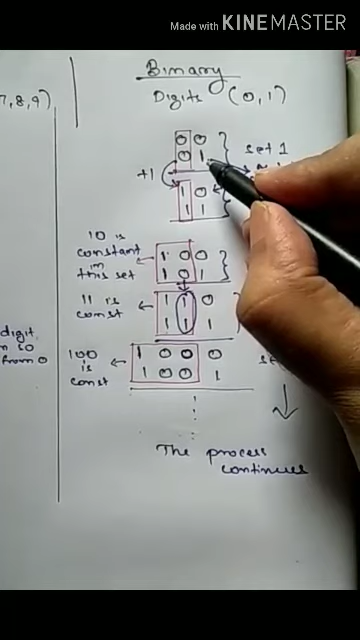 Made with KINEMASTER
7,8,9)
Binary
Digits (0,1)
0 0
0 1
set 1
+1
1 0
1 1
10 is
constant
in
this set
1 0 0
1 0 1
11 is
const
1 1 0
1 1 1
digit
from 0
100
is
const
1 0 0 0
1 0 0 1
The process
continues